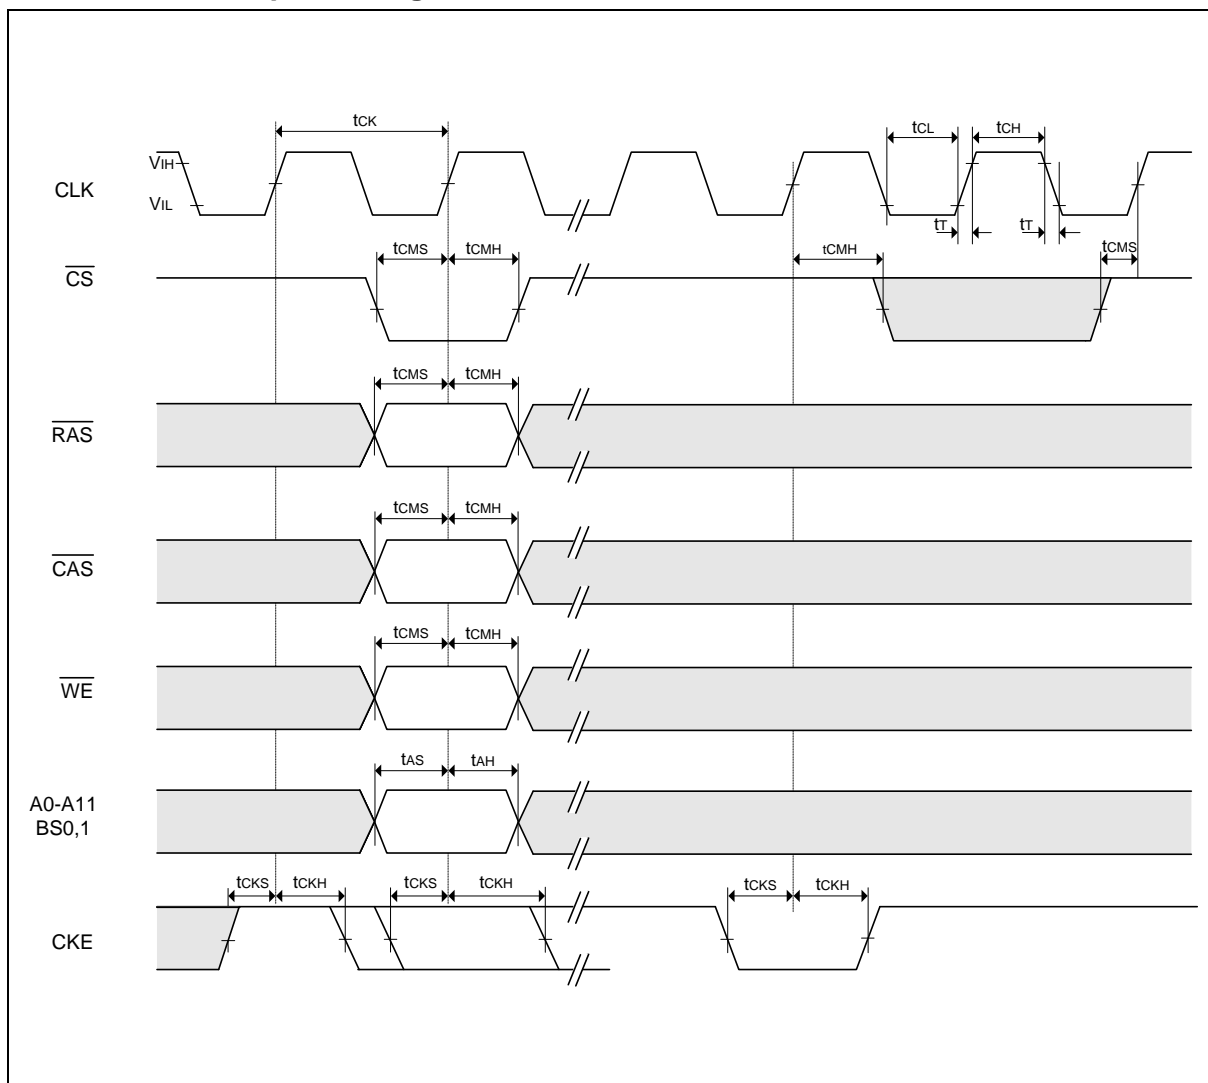 tCK
tCL tCH
VIH
CLK
VIL
tT tT
tCMS tCMH tCMH tCMS
CS
tCMS tCMH
RAS
tCMS tCMH
CAS
tCMS tCMH
WE
tAS tAH
A0-A11
BS0,1
tCKS tCKH tCKS tCKH tCKS tCKH
CKE